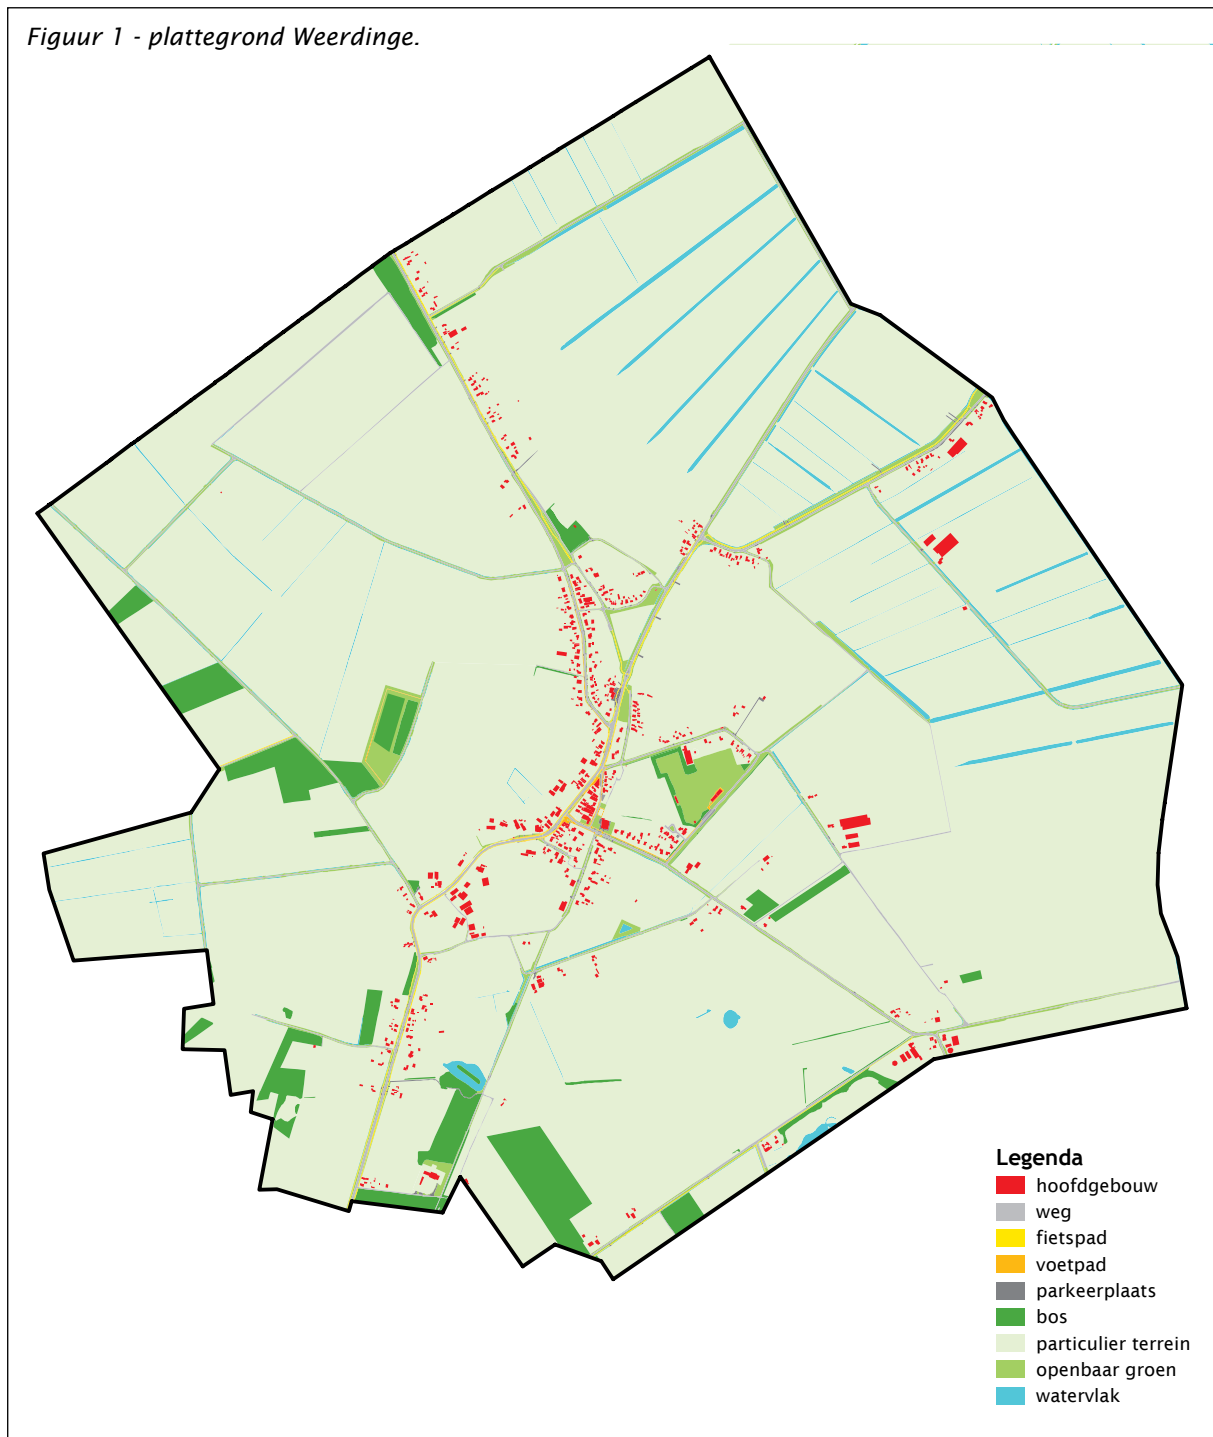 Figuur 1 - plattegrond Weerdinge.
Legenda
hoofdgebouw
weg
fietspad
voetpad
parkeerplaats
bos
particulier terrein
openbaar groen
watervlak